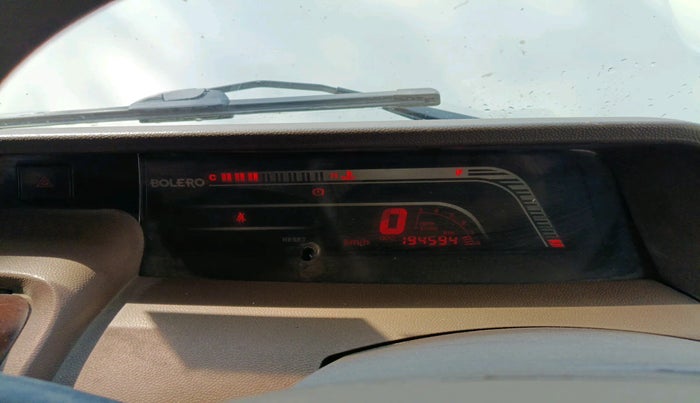 BOLERO
0
RESET
km/h 194594